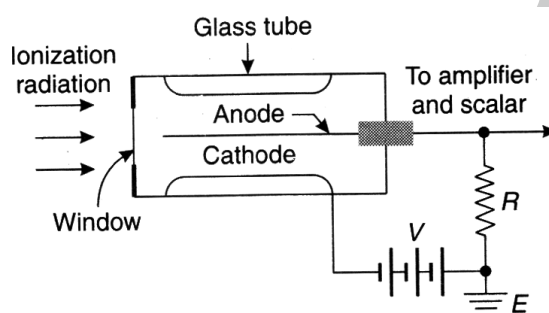 Glass tube
Ionization
radiation
To amplifier
and scalar
Anode
Cathode
Window
R
V
E